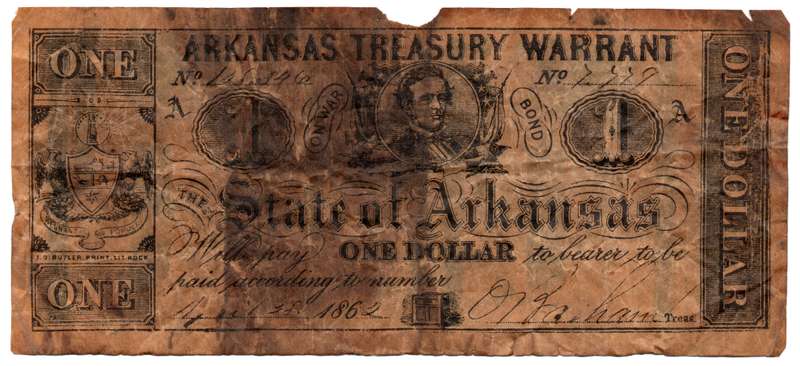 ONE
ARKANSAS TREASURY WARRANT
No
No
A
1
ON WAR
BOND
1
A
THE
State of Arkansas
Will pay ONE DOLLAR to bearer to be
paid according to number
1862
Treas.
J.D. BUTLER, PRINT, LIT. ROCK
ONE
ONE DOLLAR